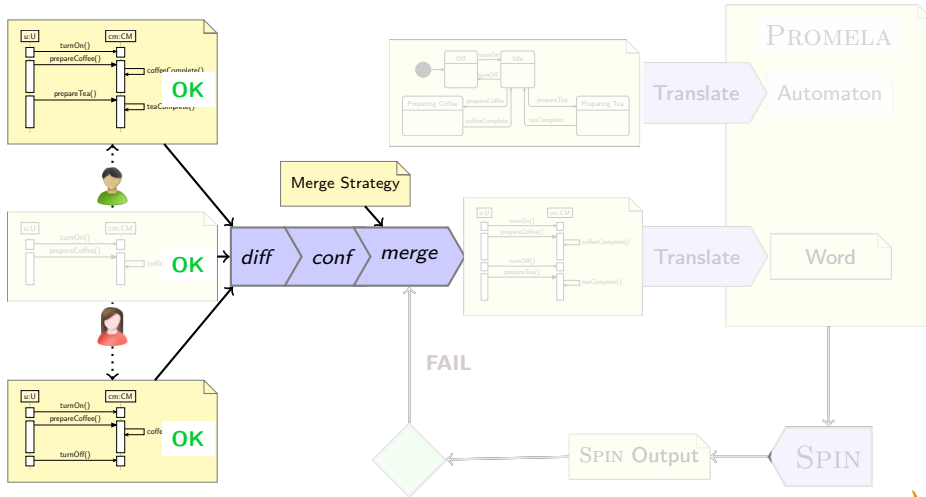 u:U
cm:CM
turnOn()
prepareCoffee()
coffeeComplete()
OK
prepareTea()
teaComplete()
Off
turnOn
Idle
turnOff
Preparing Coffee
prepareCoffee
prepareTea
Preparing Tea
coffeeComplete
teaComplete
Translate
PROMELA
Automaton
Merge Strategy
u:U
cm:CM
turnOn()
prepareCoffee()
OK
diff
conf
merge
u:U
cm:CM
turnOn()
prepareCoffee()
coffeeComplete()
turnOff()
prepareTea()
teaComplete()
Translate
Word
FAIL
u:U
cm:CM
turnOn()
prepareCoffee()
OK
turnOff()
SPIN Output
SPIN